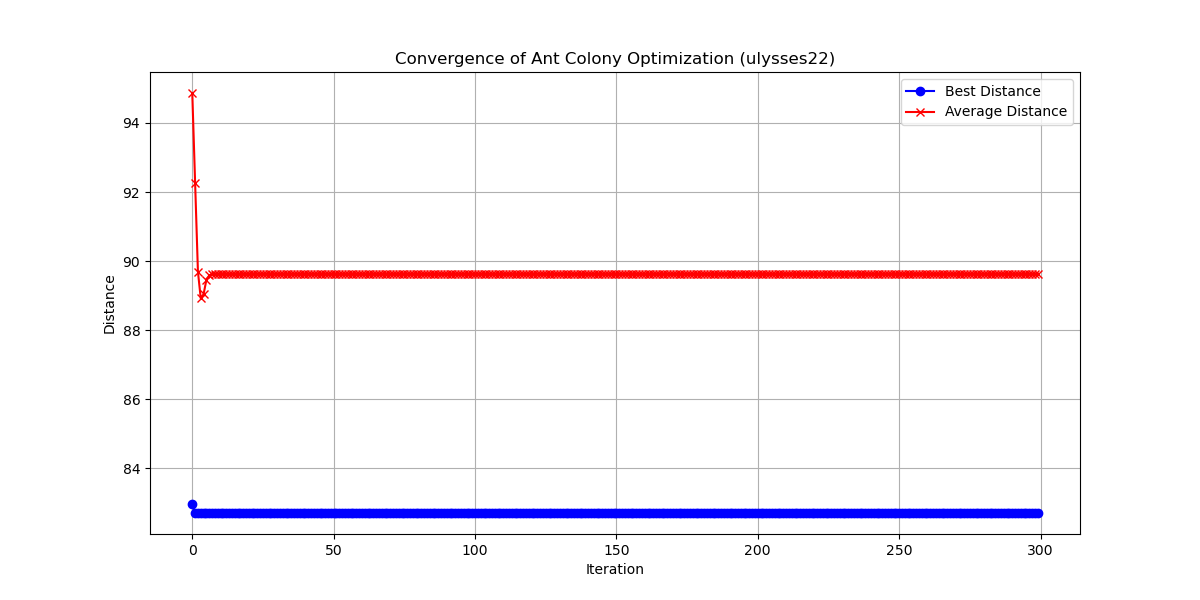 Convergence of Ant Colony Optimization (ulysses22)
Best Distance
Average Distance
94
92
90
88
86
84
Distance
0
50
100
150
200
250
300
Iteration